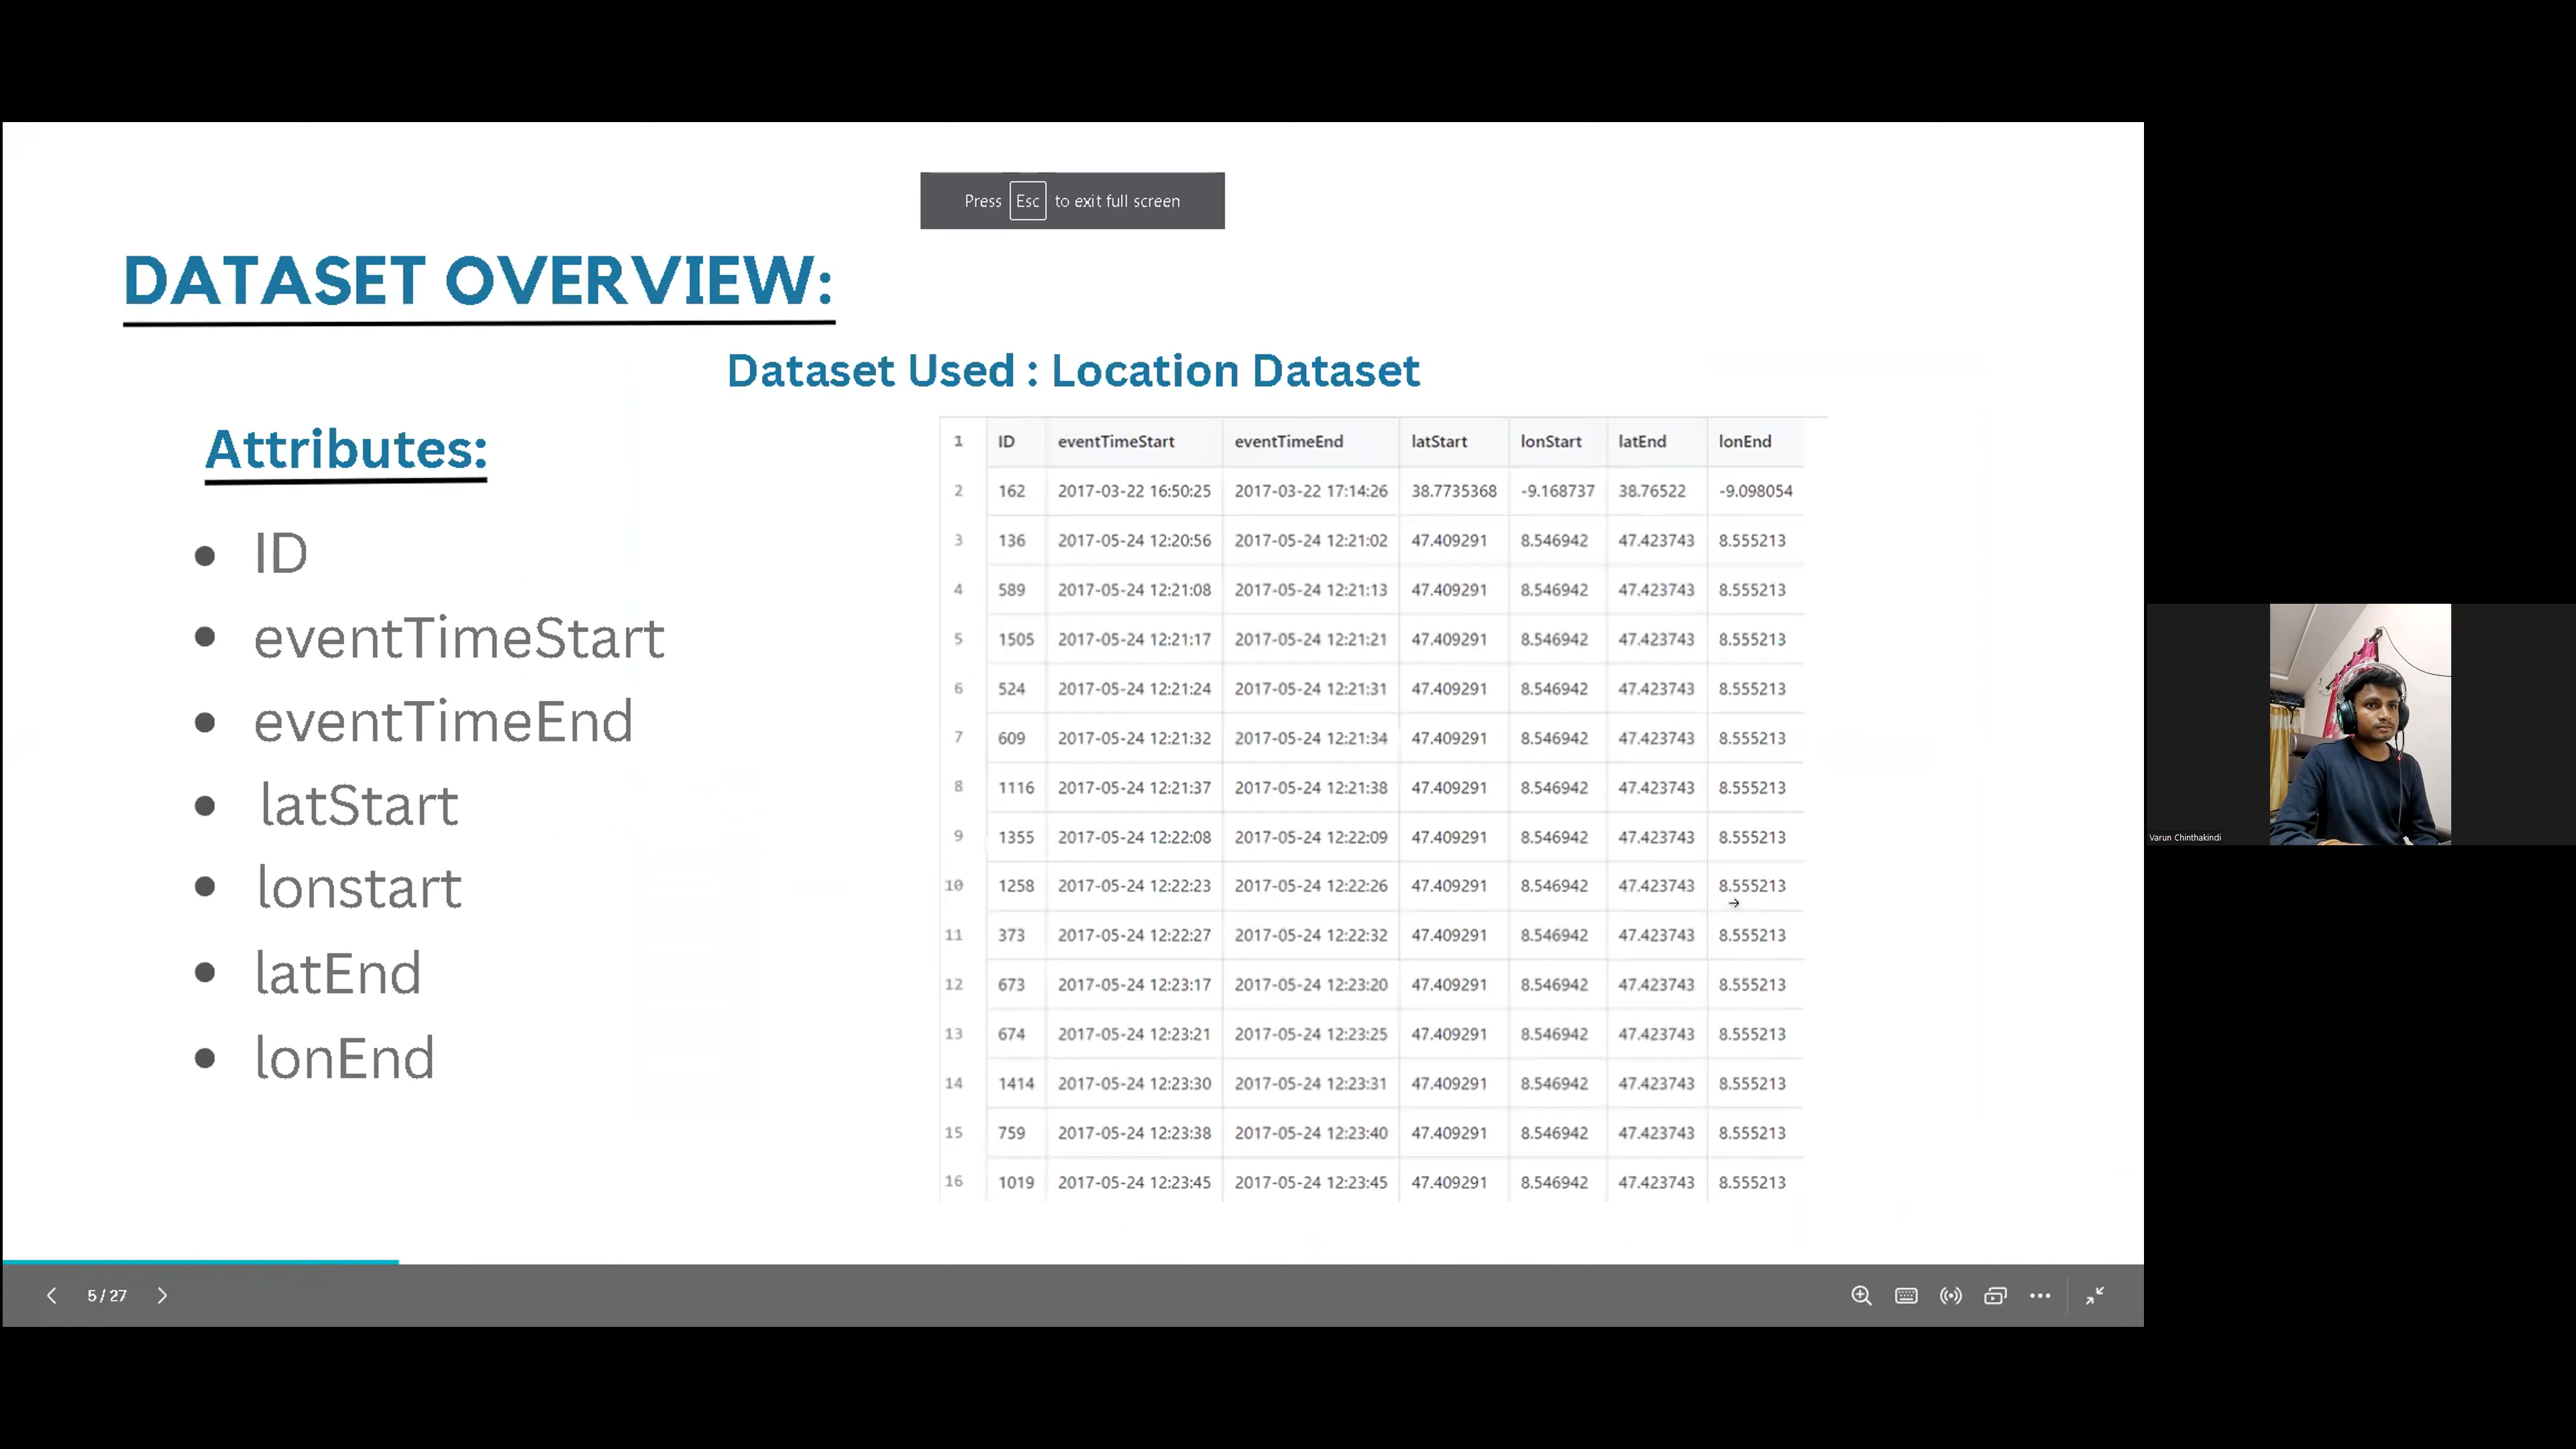 Press Esc to exit full screen
DATASET OVERVIEW:
Dataset Used : Location Dataset
Attributes:
• ID
• eventTimeStart
• eventTimeEnd
• latStart
• lonstart
• latEnd
• lonEnd
1 ID eventTimeStart eventTimeEnd latStart lonStart latEnd lonEnd
2 162 2017-03-22 16:50:25 2017-03-22 17:14:26 38.7735368 -9.168737 38.76522 -9.098054
3 136 2017-05-24 12:20:56 2017-05-24 12:21:02 47.409291 8.546942 47.423743 8.555213
4 589 2017-05-24 12:21:08 2017-05-24 12:21:13 47.409291 8.546942 47.423743 8.555213
5 1505 2017-05-24 12:21:17 2017-05-24 12:21:21 47.409291 8.546942 47.423743 8.555213
6 524 2017-05-24 12:21:24 2017-05-24 12:21:31 47.409291 8.546942 47.423743 8.555213
7 609 2017-05-24 12:21:32 2017-05-24 12:21:34 47.409291 8.546942 47.423743 8.555213
8 1116 2017-05-24 12:21:37 2017-05-24 12:21:38 47.409291 8.546942 47.423743 8.555213
9 1355 2017-05-24 12:22:08 2017-05-24 12:22:09 47.409291 8.546942 47.423743 8.555213
10 1258 2017-05-24 12:22:23 2017-05-24 12:22:26 47.409291 8.546942 47.423743 8.555213
11 373 2017-05-24 12:22:27 2017-05-24 12:22:32 47.409291 8.546942 47.423743 8.555213
12 673 2017-05-24 12:23:17 2017-05-24 12:23:20 47.409291 8.546942 47.423743 8.555213
13 674 2017-05-24 12:23:21 2017-05-24 12:23:25 47.409291 8.546942 47.423743 8.555213
14 1414 2017-05-24 12:23:30 2017-05-24 12:23:31 47.409291 8.546942 47.423743 8.555213
15 759 2017-05-24 12:23:38 2017-05-24 12:23:40 47.409291 8.546942 47.423743 8.555213
16 1019 2017-05-24 12:23:45 2017-05-24 12:23:45 47.409291 8.546942 47.423743 8.555213
5 / 27
Varun Chinthakindi